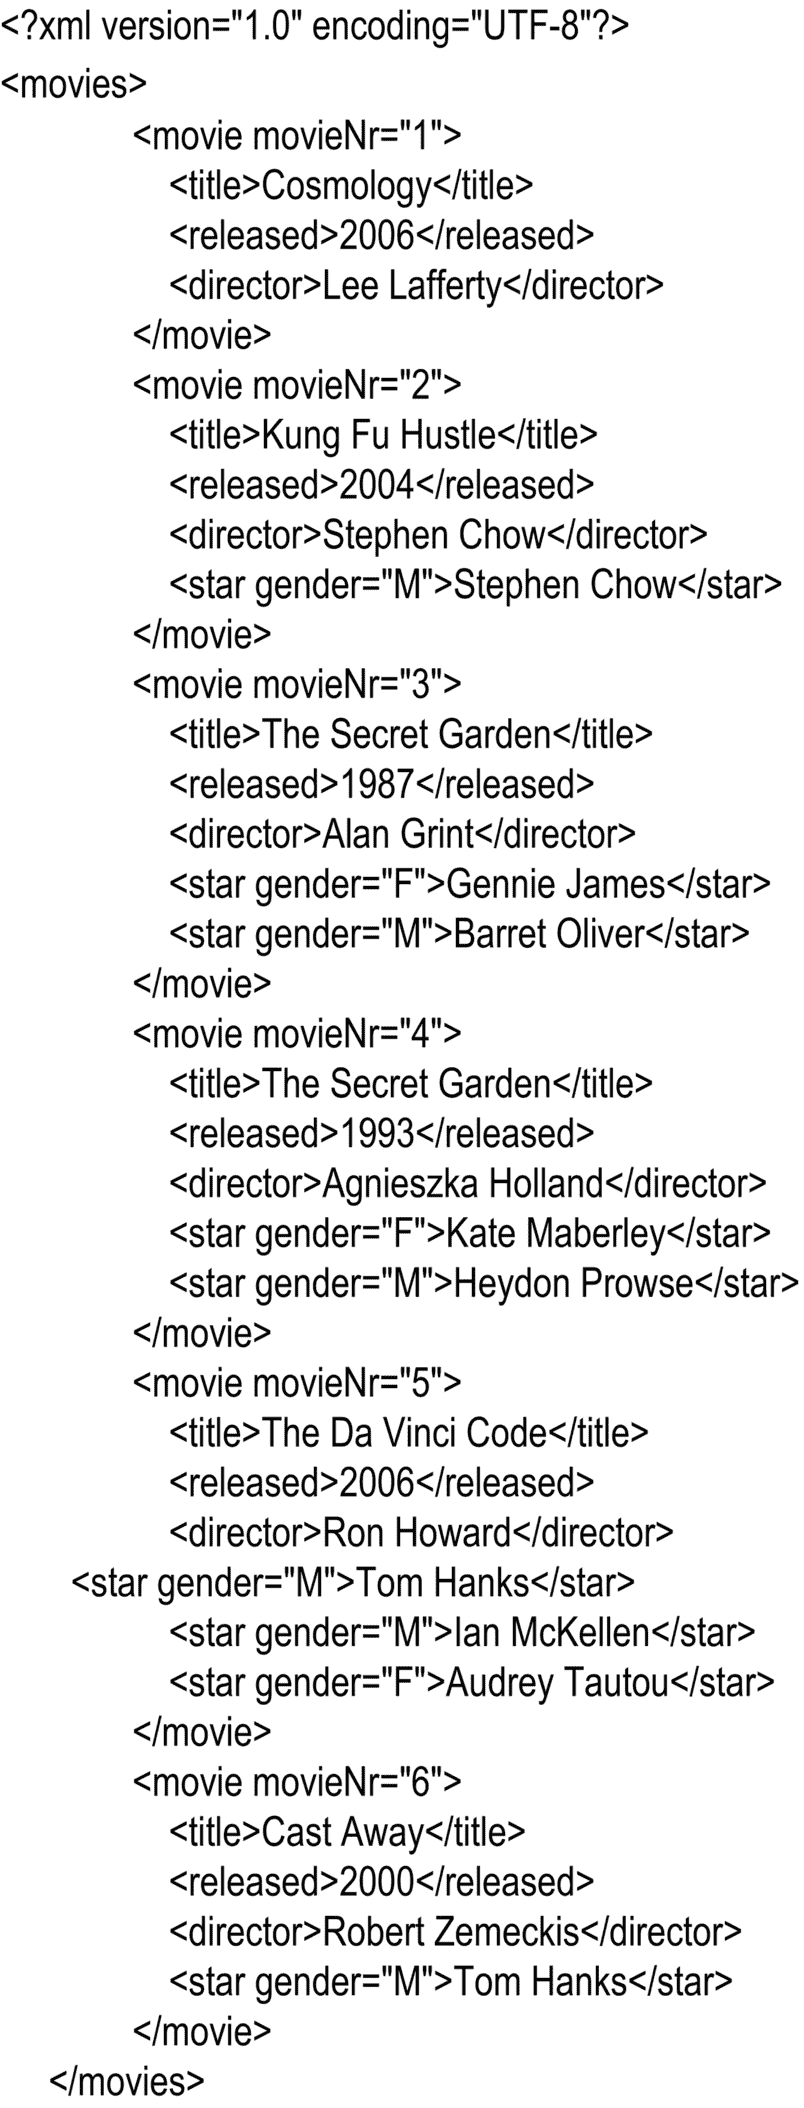 <?xml version="1.0" encoding="UTF-8"?>
<movies>
<movie movieNr="1">
<title>Cosmology</title>
<released>2006</released>
<director>Lee Lafferty</director>
</movie>
<movie movieNr="2">
<title>Kung Fu Hustle</title>
<released>2004</released>
<director>Stephen Chow</director>
<star gender="M">Stephen Chow</star>
</movie>
<movie movieNr="3">
<title>The Secret Garden</title>
<released>1987</released>
<director>Alan Grint</director>
<star gender="F">Gennie James</star>
<star gender="M">Barret Oliver</star>
</movie>
<movie movieNr="4">
<title>The Secret Garden</title>
<released>1993</released>
<director>Agnieszka Holland</director>
<star gender="F">Kate Maberley</star>
<star gender="M">Heydon Prowse</star>
</movie>
<movie movieNr="5">
<title>The Da Vinci Code</title>
<released>2006</released>
<director>Ron Howard</director>
<star gender="M">Tom Hanks</star>
<star gender="M">Ian McKellen</star>
<star gender="F">Audrey Tautou</star>
</movie>
<movie movieNr="6">
<title>Cast Away</title>
<released>2000</released>
<director>Robert Zemeckis</director>
<star gender="M">Tom Hanks</star>
</movie>
</movies>